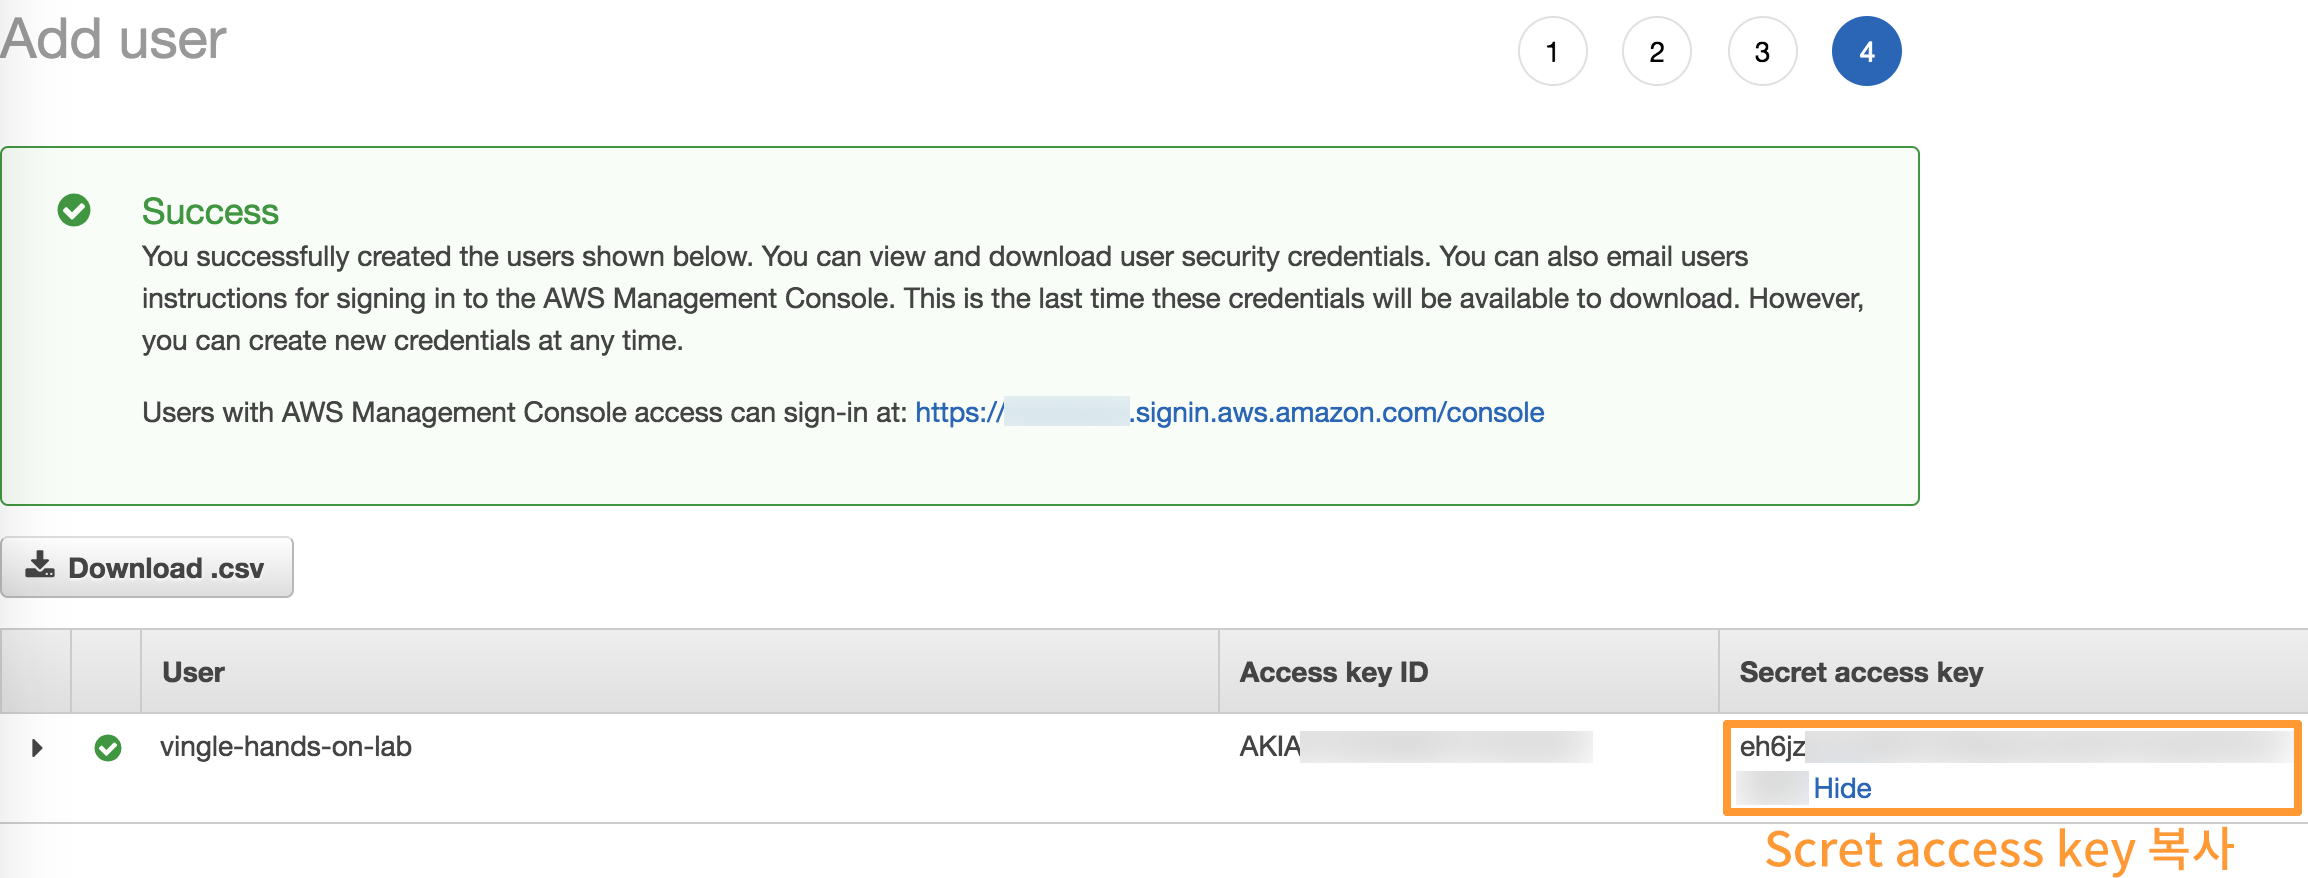 Add user
1 2 3 4
Success
You successfully created the users shown below. You can view and download user security credentials. You can also email users
instructions for signing in to the AWS Management Console. This is the last time these credentials will be available to download. However,
you can create new credentials at any time.
Users with AWS Management Console access can sign-in at: https:// .signin.aws.amazon.com/console
Download .csv
User Access key ID Secret access key
vingle-hands-on-lab AKIA eh6jz
Hide
Scret access key 복사